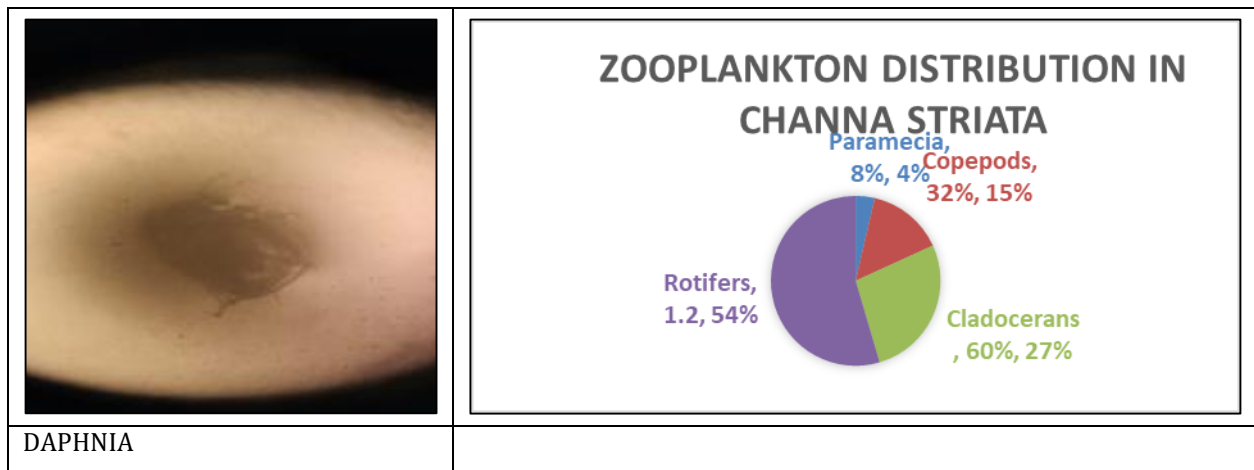 ZOOPLANKTON DISTRIBUTION IN
CHANNA STRIATA
Paramecia,
8%, 4%
Copepods,
32%, 15%
Rotifers,
1.2, 54%
Cladocerans
, 60%, 27%
DAPHNIA